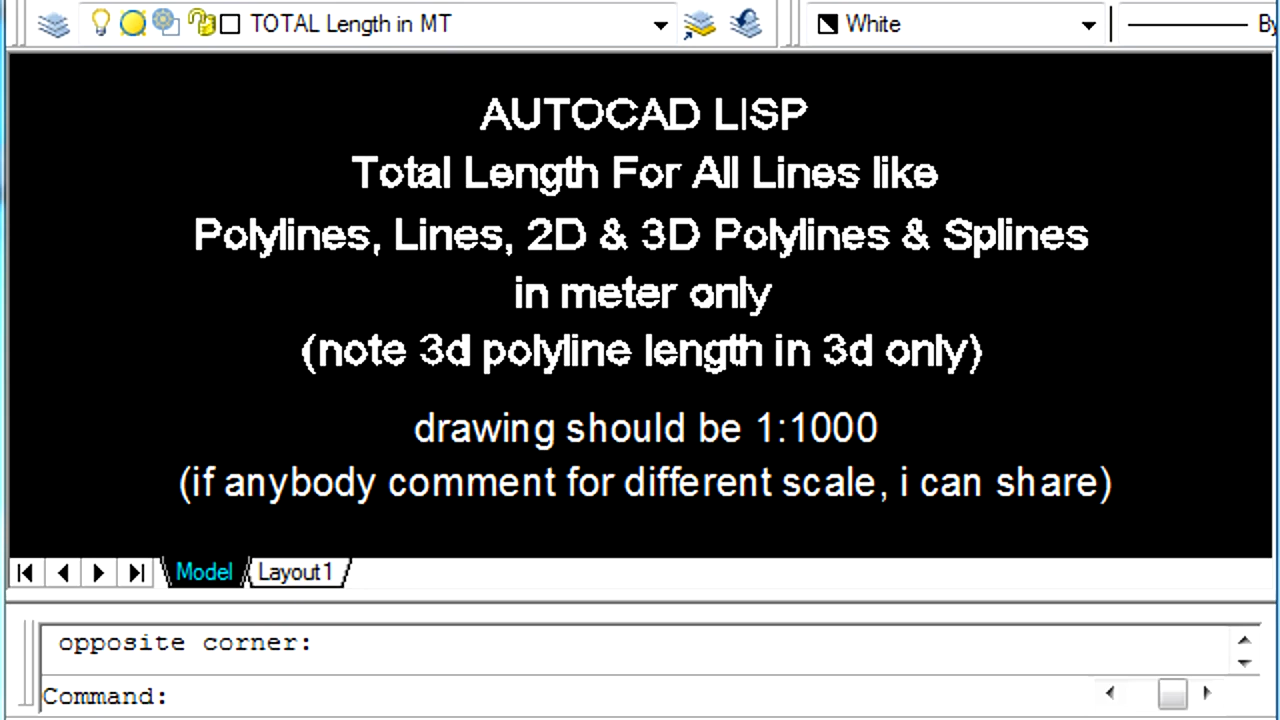 TOTAL Length in MT
White
By
AUTOCAD LISP
Total Length For All Lines like
Polylines, Lines, 2D & 3D Polylines & Splines
in meter only
(note 3d polyline length in 3d only)
drawing should be 1:1000
(if anybody comment for different scale, i can share)
Model
Layout1
opposite corner:
Command: